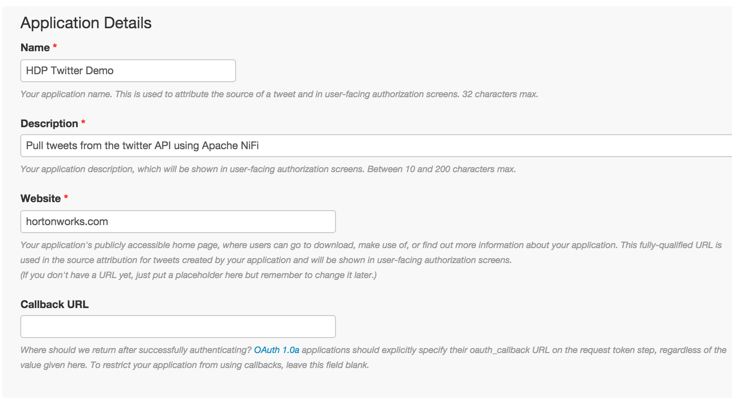 Application Details
Name *
HDP Twitter Demo
Your application name. This is used to attribute the source of a tweet and in user-facing authorization screens. 32 characters max.
Description *
Pull tweets from the twitter API using Apache NiFi
Your application description, which will be shown in user-facing authorization screens. Between 10 and 200 characters max.
Website *
hortonworks.com
Your application's publicly accessible home page, where users can go to download, make use of, or find out more information about your application. This fully-qualified URL is
used in the source attribution for tweets created by your application and will be shown in user-facing authorization screens.
(If you don't have a URL yet, just put a placeholder here but remember to change it later.)
Callback URL
Where should we return after successfully authenticating? OAuth 1.0a applications should explicitly specify their oauth_callback URL on the request token step, regardless of the
value given here. To restrict your application from using callbacks, leave this field blank.